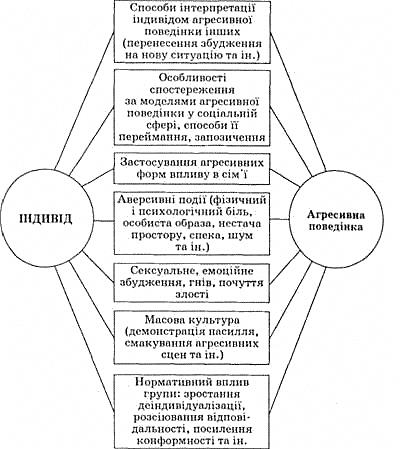 Способи інтерпретації
індивідом агресивної
поведінки інших
(перенесення збудження
на нову ситуацію та ін.)
Особливості
спостереження
за моделями агресивної
поведінки у соціальній
сфері, способи її
переймання, запозичення
Застосування агресивних
форм впливу в сім'ї
ІНДИВІД
Аверсивні події (фізичний
і психологічний біль,
особиста образа, нестача
простору, спека, шум
та ін.)
Агресивна
поведінка
Сексуальне, емоційне
збудження, гнів, почуття
злості
Масова культура
(демонстрація насилля,
смакування агресивних
сцен та ін.)
Нормативний вплив
групи: зростання
деіндивідуалізації,
розсіювання відпові-
дальності, посилення
конформності та ін.